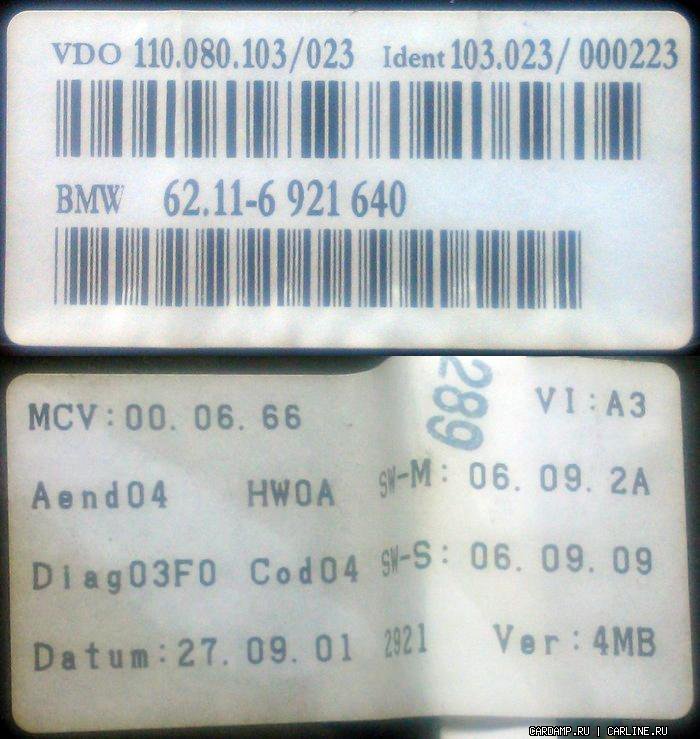 VDO 110.080.103/023 Ident 103.023/ 000223
BMW 62.11-6 921 640
289
MCV:00. 06. 66 VI:A3
Aend04 HW0A SW-M: 06. 09. 2A
Diag03F0 Cod04 SW-S: 06. 09. 09
Datum:27. 09. 01 2921 Ver:4MB
CARDAMP.RU | CARLINE.RU